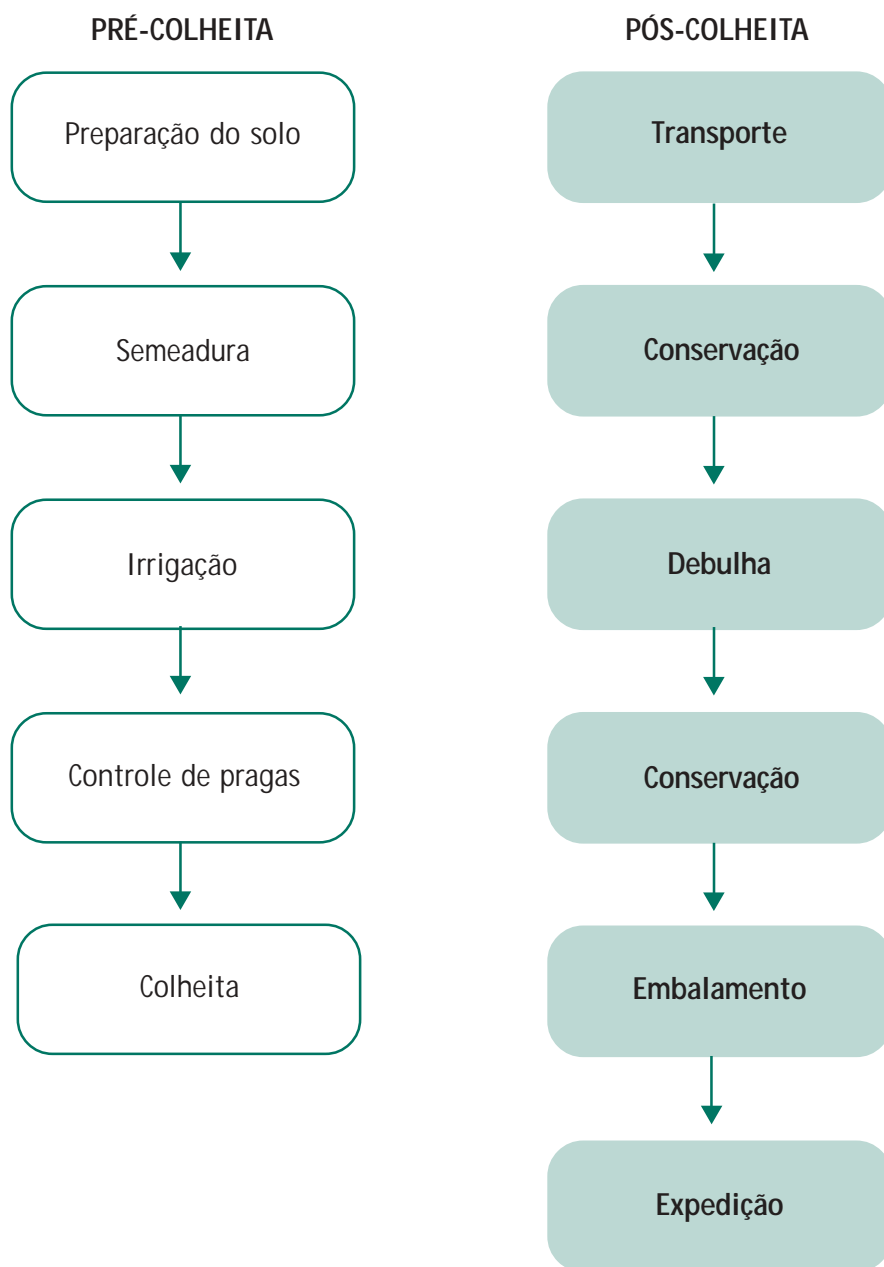 PRÉ-COLHEITA
Preparação do solo
Semeadura
Irrigação
Controle de pragas
Colheita
PÓS-COLHEITA
Transporte
Conservação
Debulha
Conservação
Embalamento
Expedição